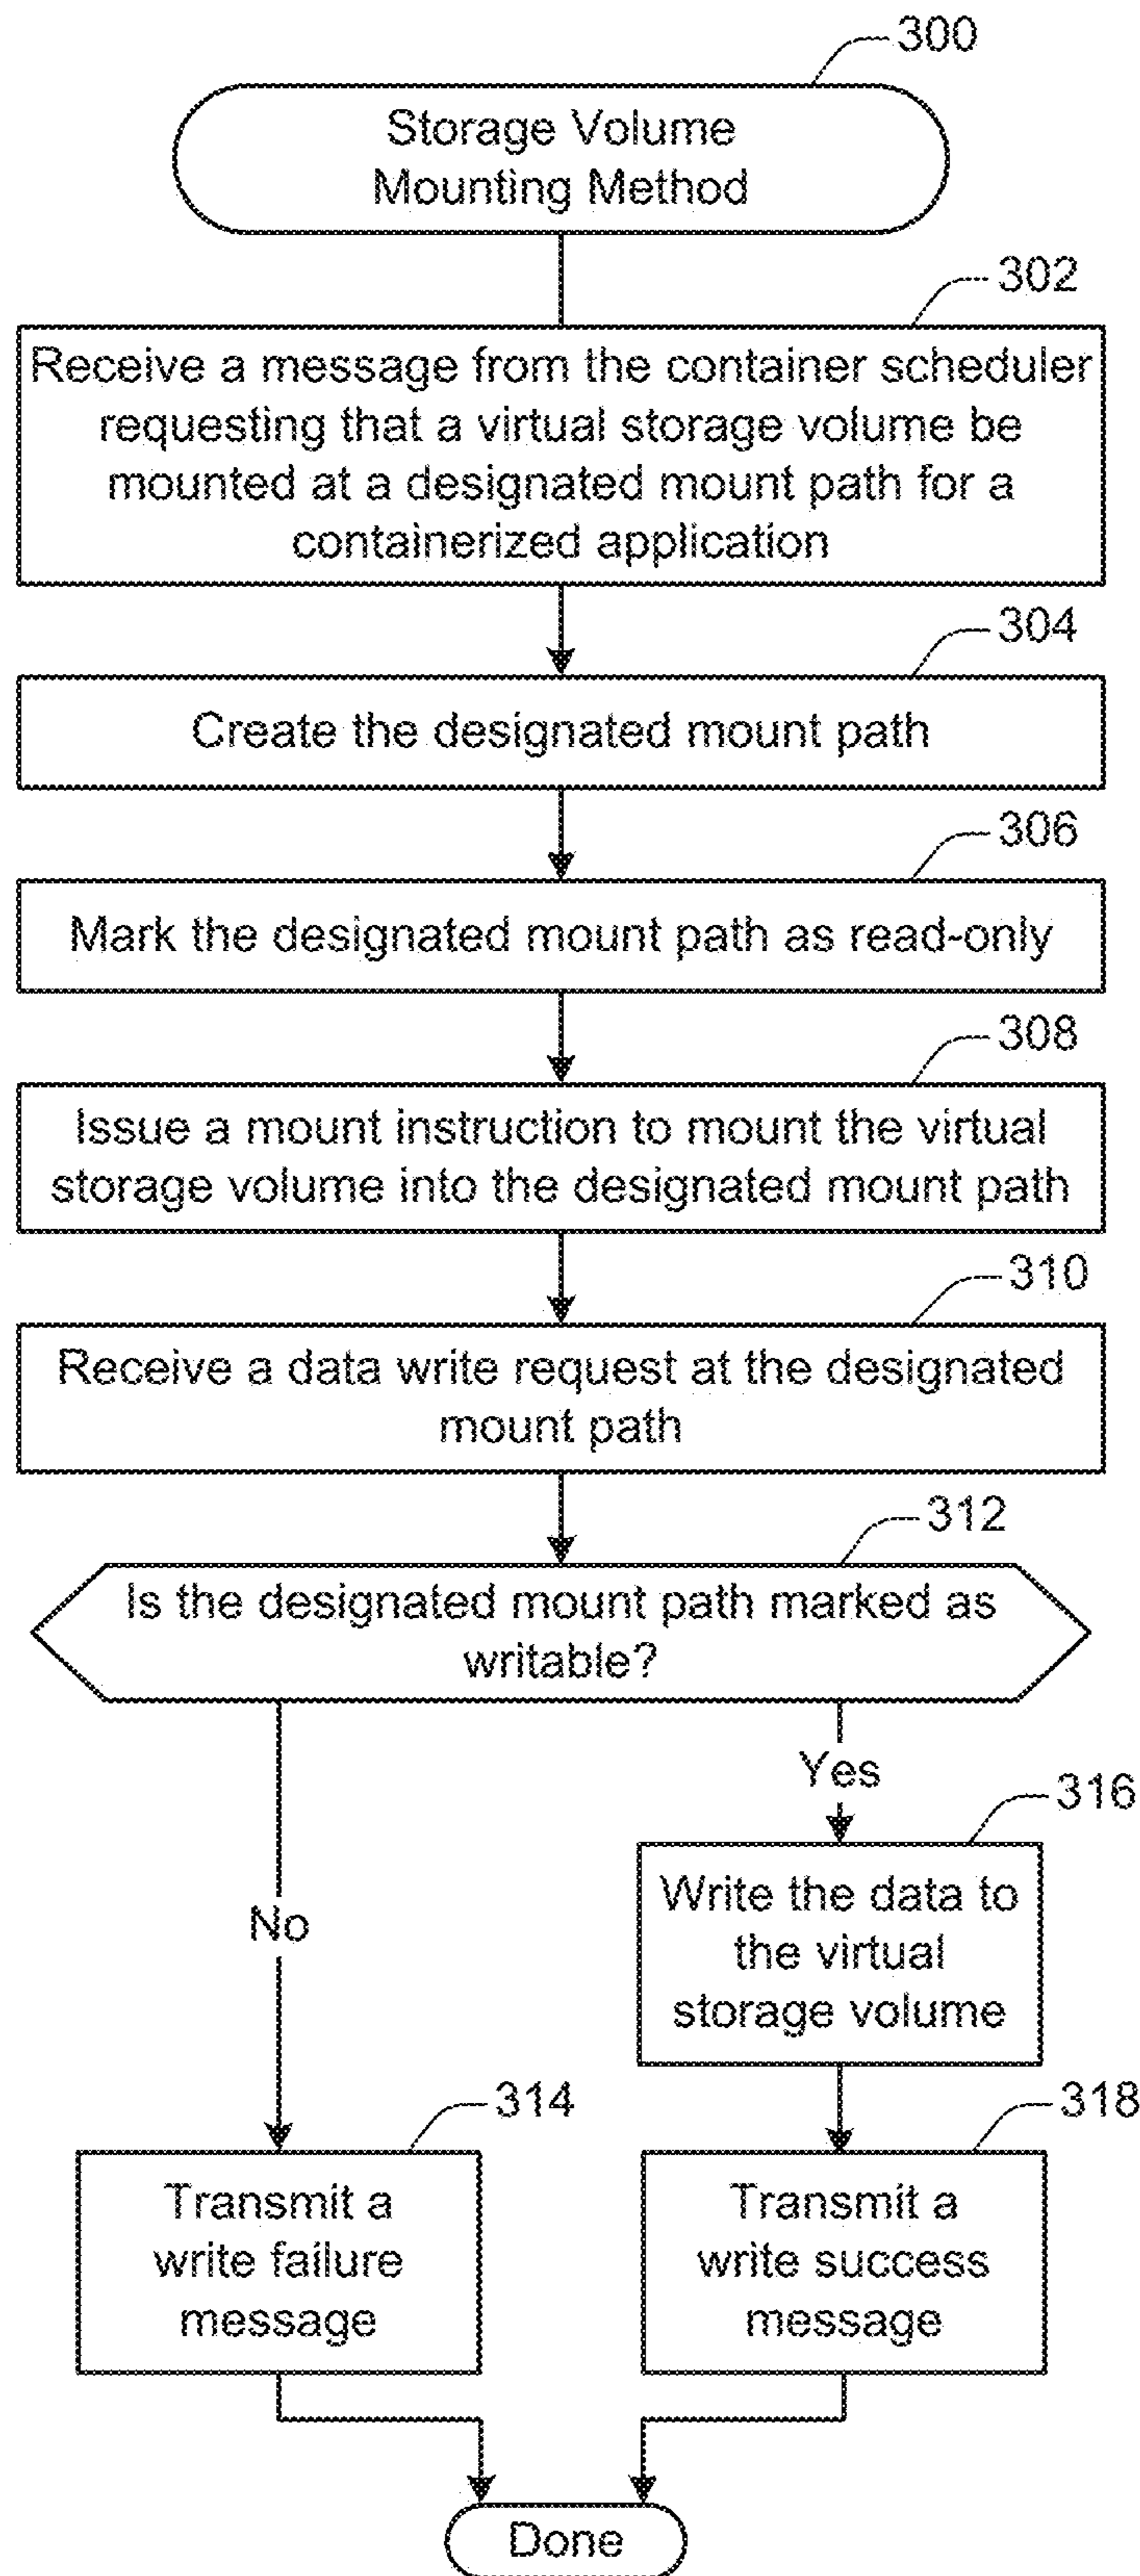 300
Storage Volume
Mounting Method
302
Receive a message from the container scheduler
requesting that a virtual storage volume be
mounted at a designated mount path for a
containerized application
304
Create the designated mount path
306
Mark the designated mount path as read-only
308
Issue a mount instruction to mount the virtual
storage volume into the designated mount path
310
Receive a data write request at the designated
mount path
312
Is the designated mount path marked as
writable?
Yes
316
Write the data to
the virtual
storage volume
No
314
Transmit a
write failure
message
318
Transmit a
write success
message
Done